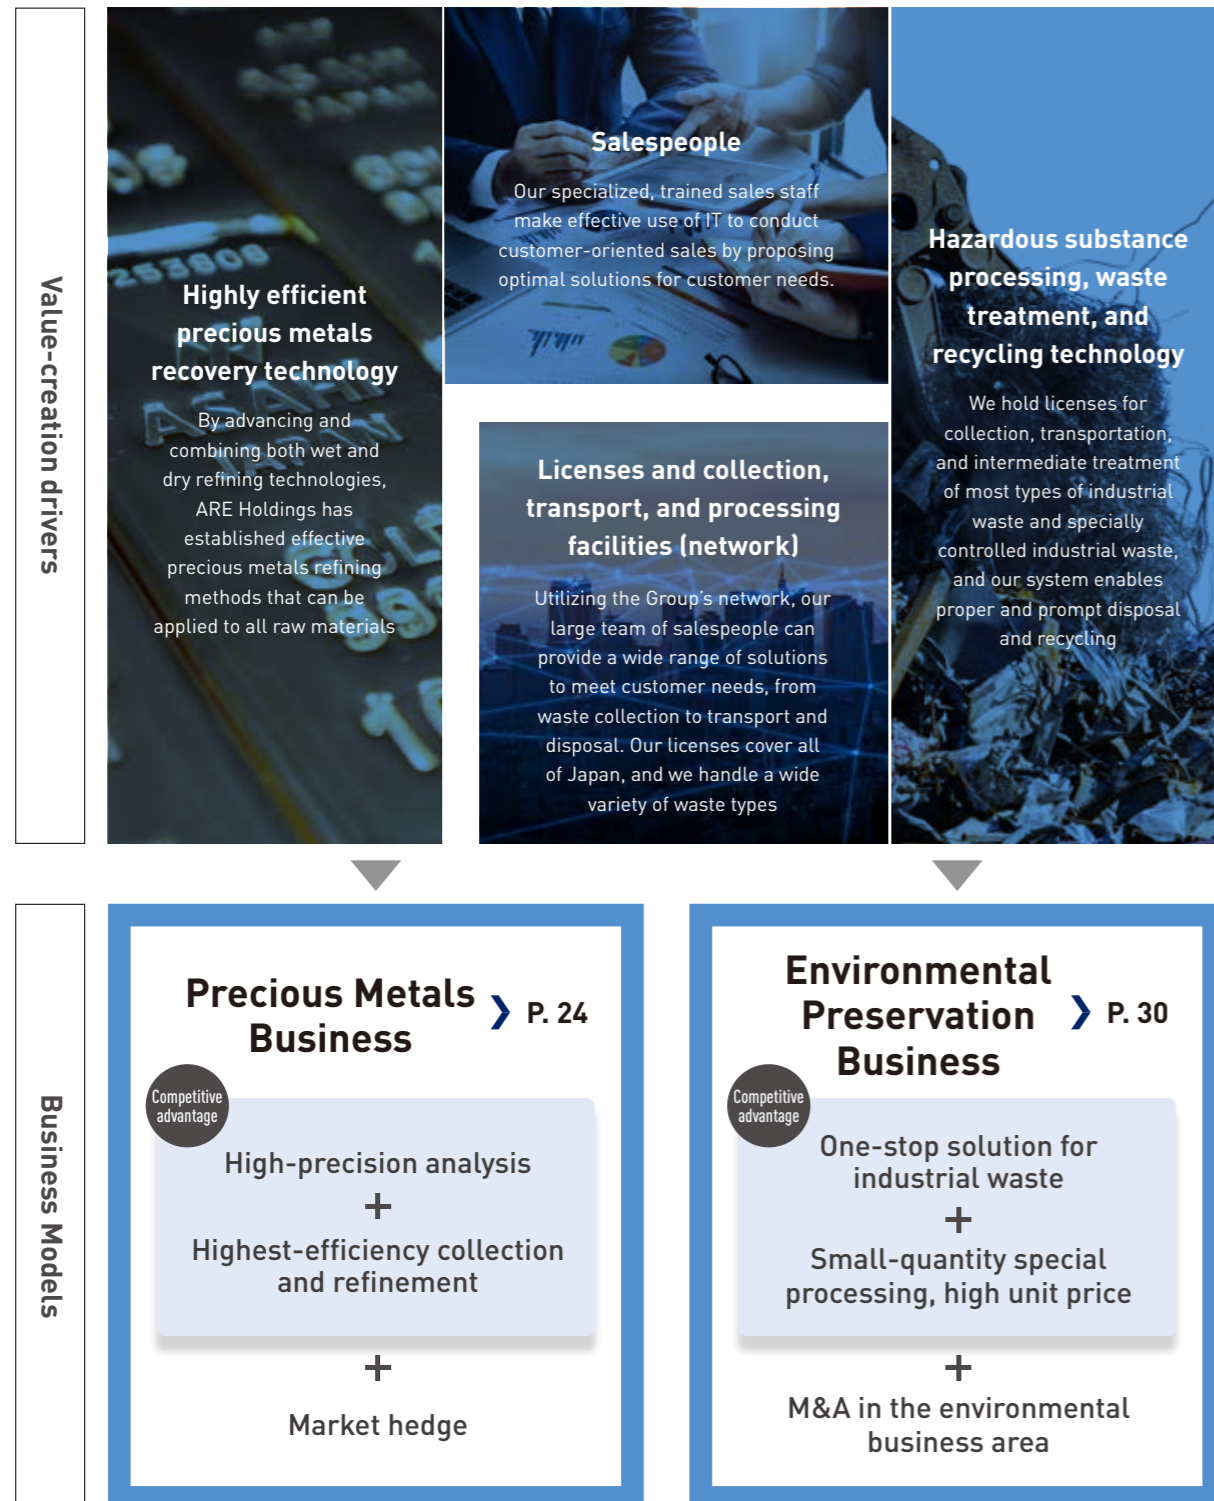 Value-creation drivers
Highly efficient
precious metals
recovery technology
By advancing and
combining both wet and
dry refining technologies,
ARE Holdings has
established effective
precious metals refining
methods that can be
applied to all raw materials
253808
ASAHI
JAPAN
Salespeople
Our specialized, trained sales staff
make effective use of IT to conduct
customer-oriented sales by proposing
optimal solutions for customer needs.
Licenses and collection,
transport, and processing
facilities (network)
Utilizing the Group's network, our
large team of salespeople can
provide a wide range of solutions
to meet customer needs, from
waste collection to transport and
disposal. Our licenses cover all
of Japan, and we handle a wide
variety of waste types
Hazardous substance
processing, waste
treatment, and
recycling technology
We hold licenses for
collection, transportation,
and intermediate treatment
of most types of industrial
waste and specially
controlled industrial waste,
and our system enables
proper and prompt disposal
and recycling
Business Models
Precious Metals
Business
❯ P. 24
Competitive
advantage
High-precision analysis
+
Highest-efficiency collection
and refinement
+
Market hedge
Environmental
Preservation
Business
❯ P. 30
Competitive
advantage
One-stop solution for
industrial waste
+
Small-quantity special
processing, high unit price
+
M&A in the environmental
business area